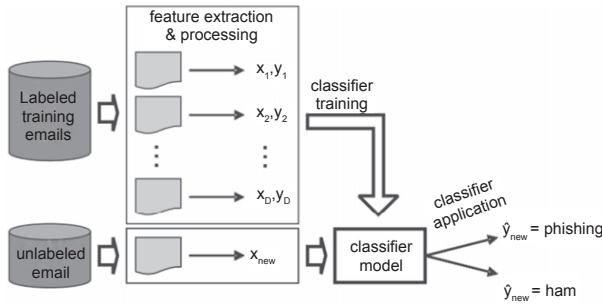 feature extraction
& processing
Labeled
training
emails
x1,y1
x2,y2
xD,yD
classifier
training
unlabeled
email
xnew
classifier
model
classifier
application
ŷnew = phishing
ŷnew = ham